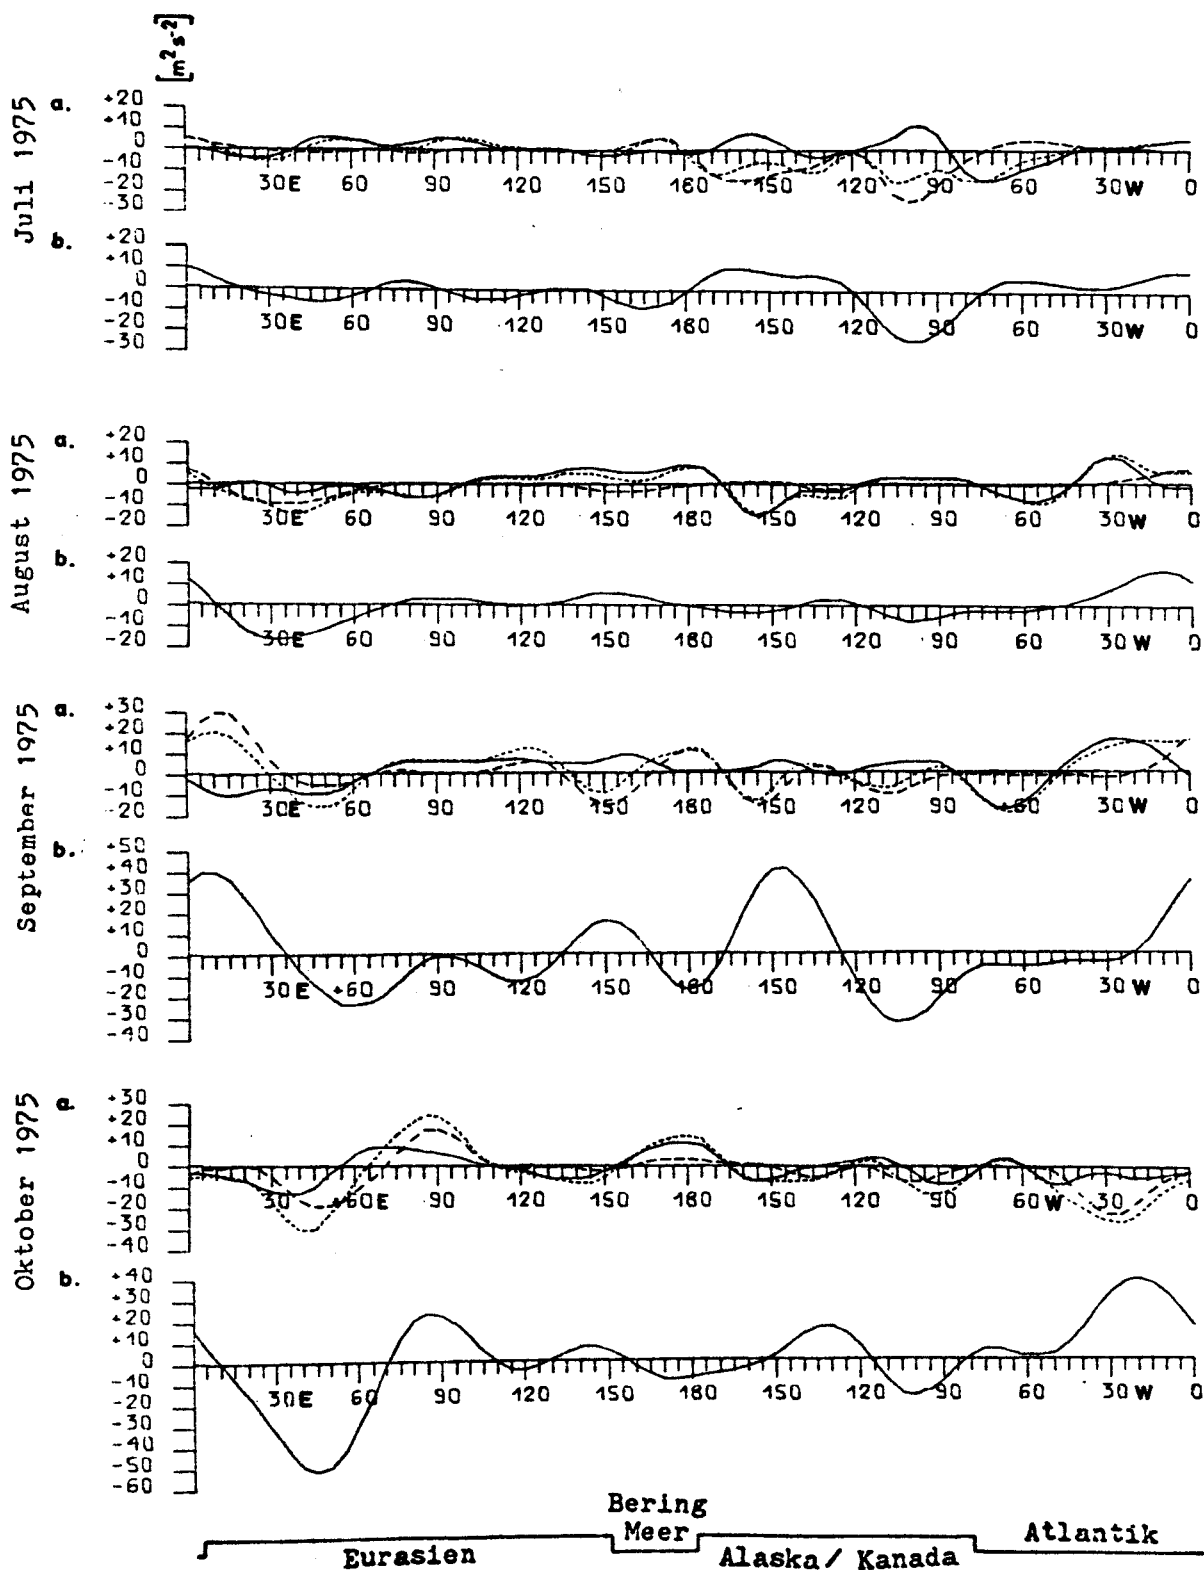 [m²s⁻²]
Juli 1975
a.
+20
+10
0
-10
-20
-30
30E 60 90 120 150 180 150 120 90 60 30W 0
b.
+20
+10
0
-10
-20
-30
30E 60 90 120 150 180 150 120 90 60 30W 0
August 1975
a.
+20
+10
0
-10
-20
30E 60 90 120 150 180 150 120 90 60 30W 0
b.
+20
+10
0
-10
-20
30E 60 90 120 150 180 150 120 90 60 30W 0
September 1975
a.
+30
+20
+10
0
-10
-20
30E 60 90 120 150 180 150 120 90 60 30W 0
b.
+50
+40
+30
+20
+10
0
-10
-20
-30
-40
30E +60 90 120 150 180 150 120 90 60 30W 0
Oktober 1975
a.
+30
+20
+10
0
-10
-20
-30
-40
30 +60E 90 120 150 180 150 120 90 60W 30 0
b.
+40
+30
+20
+10
0
-10
-20
-30
-40
-50
-60
30E 60 90 120 150 180 150 120 90 60 30W 0
Bering
Meer
Atlantik
Eurasien
Alaska/ Kanada